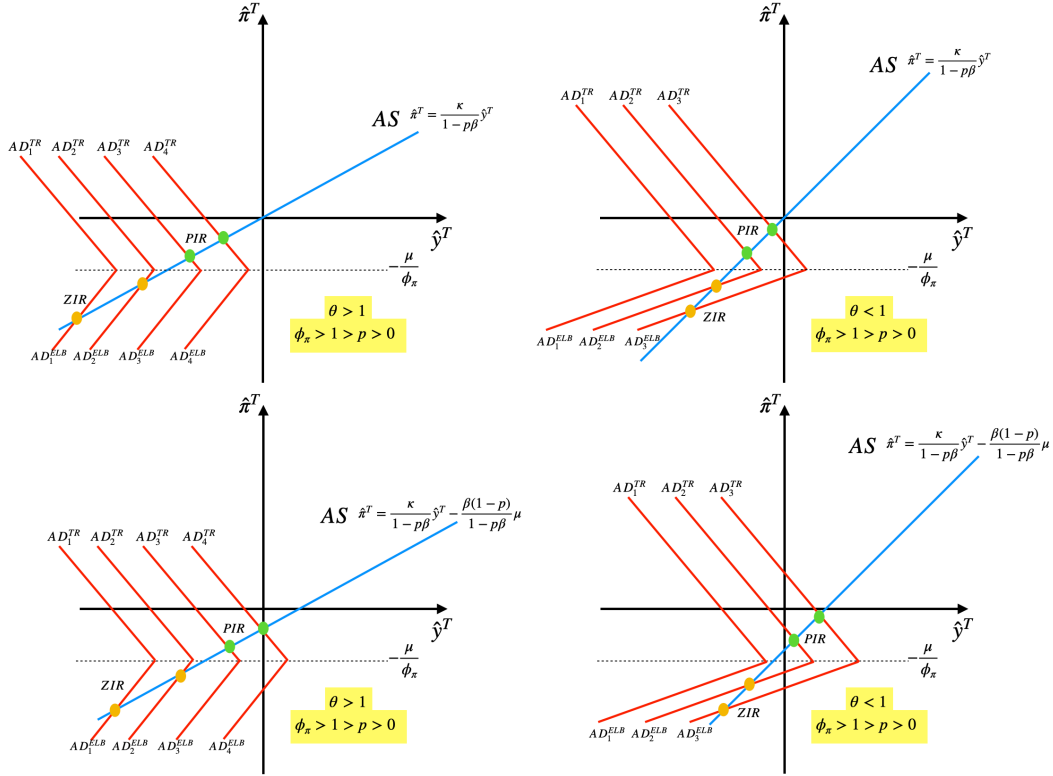 π̂^T
AS π̂^T = κ/(1 − pβ) ŷ^T
AD_1^{TR} AD_2^{TR} AD_3^{TR} AD_4^{TR}
PIR
ŷ^T
−μ/ϕ_π
ZIR
θ > 1
ϕ_π > 1 > p > 0
AD_1^{ELB} AD_2^{ELB} AD_3^{ELB} AD_4^{ELB}
π̂^T
AS π̂^T = κ/(1 − pβ) ŷ^T
AD_1^{TR} AD_2^{TR} AD_3^{TR}
PIR
ŷ^T
−μ/ϕ_π
ZIR
θ < 1
ϕ_π > 1 > p > 0
AD_1^{ELB} AD_2^{ELB} AD_3^{ELB}
π̂^T
AS π̂^T = κ/(1 − pβ) ŷ^T − β(1 − p)/(1 − pβ) μ
AD_1^{TR} AD_2^{TR} AD_3^{TR} AD_4^{TR}
PIR
ŷ^T
−μ/ϕ_π
ZIR
θ > 1
ϕ_π > 1 > p > 0
AD_1^{ELB} AD_2^{ELB} AD_3^{ELB} AD_4^{ELB}
π̂^T
AS π̂^T = κ/(1 − pβ) ŷ^T − β(1 − p)/(1 − pβ) μ
AD_1^{TR} AD_2^{TR} AD_3^{TR}
PIR
ŷ^T
−μ/ϕ_π
ZIR
θ < 1
ϕ_π > 1 > p > 0
AD_1^{ELB} AD_2^{ELB} AD_3^{ELB}